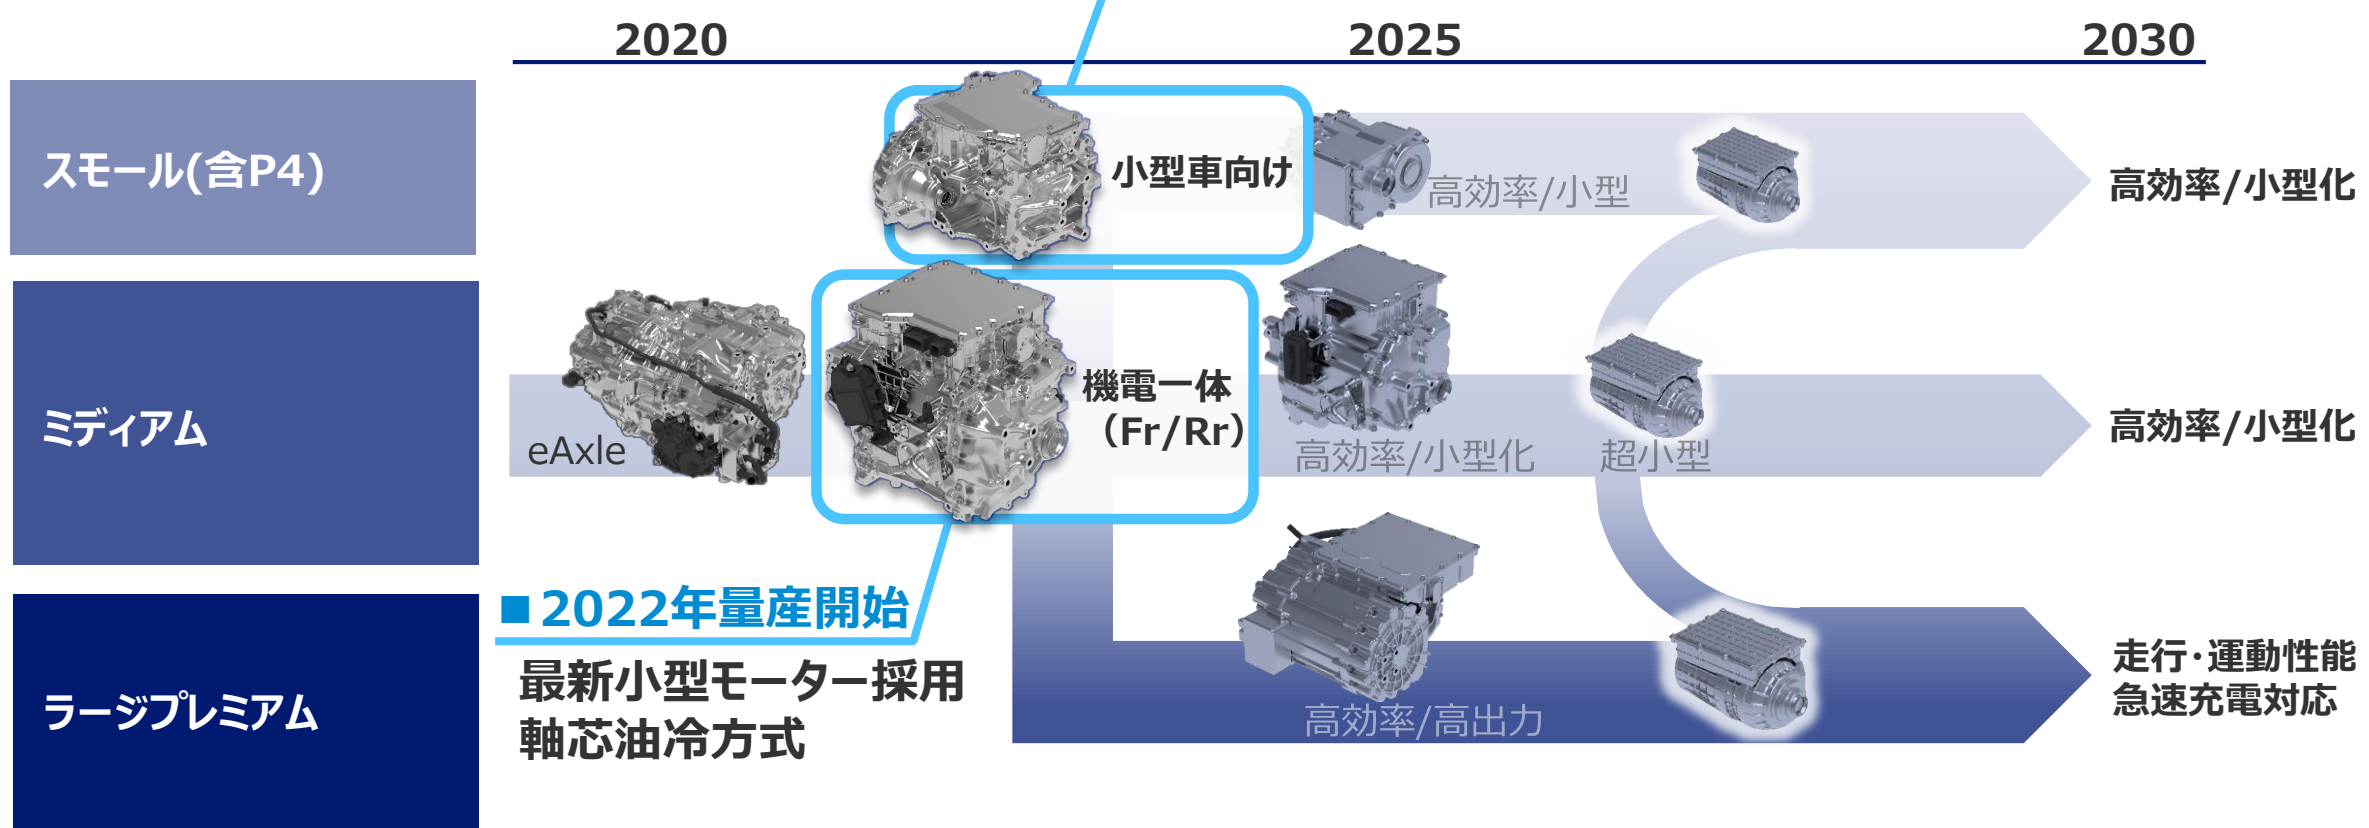 2020 2025 2030
スモール(含P4)
小型車向け
高効率/小型
高効率/小型化
ミディアム
eAxle
機電一体
（Fr/Rr）
高効率/小型化
超小型
高効率/小型化
■2022年量産開始
最新小型モーター採用
軸芯油冷方式
ラージプレミアム
高効率/高出力
走行・運動性能
急速充電対応